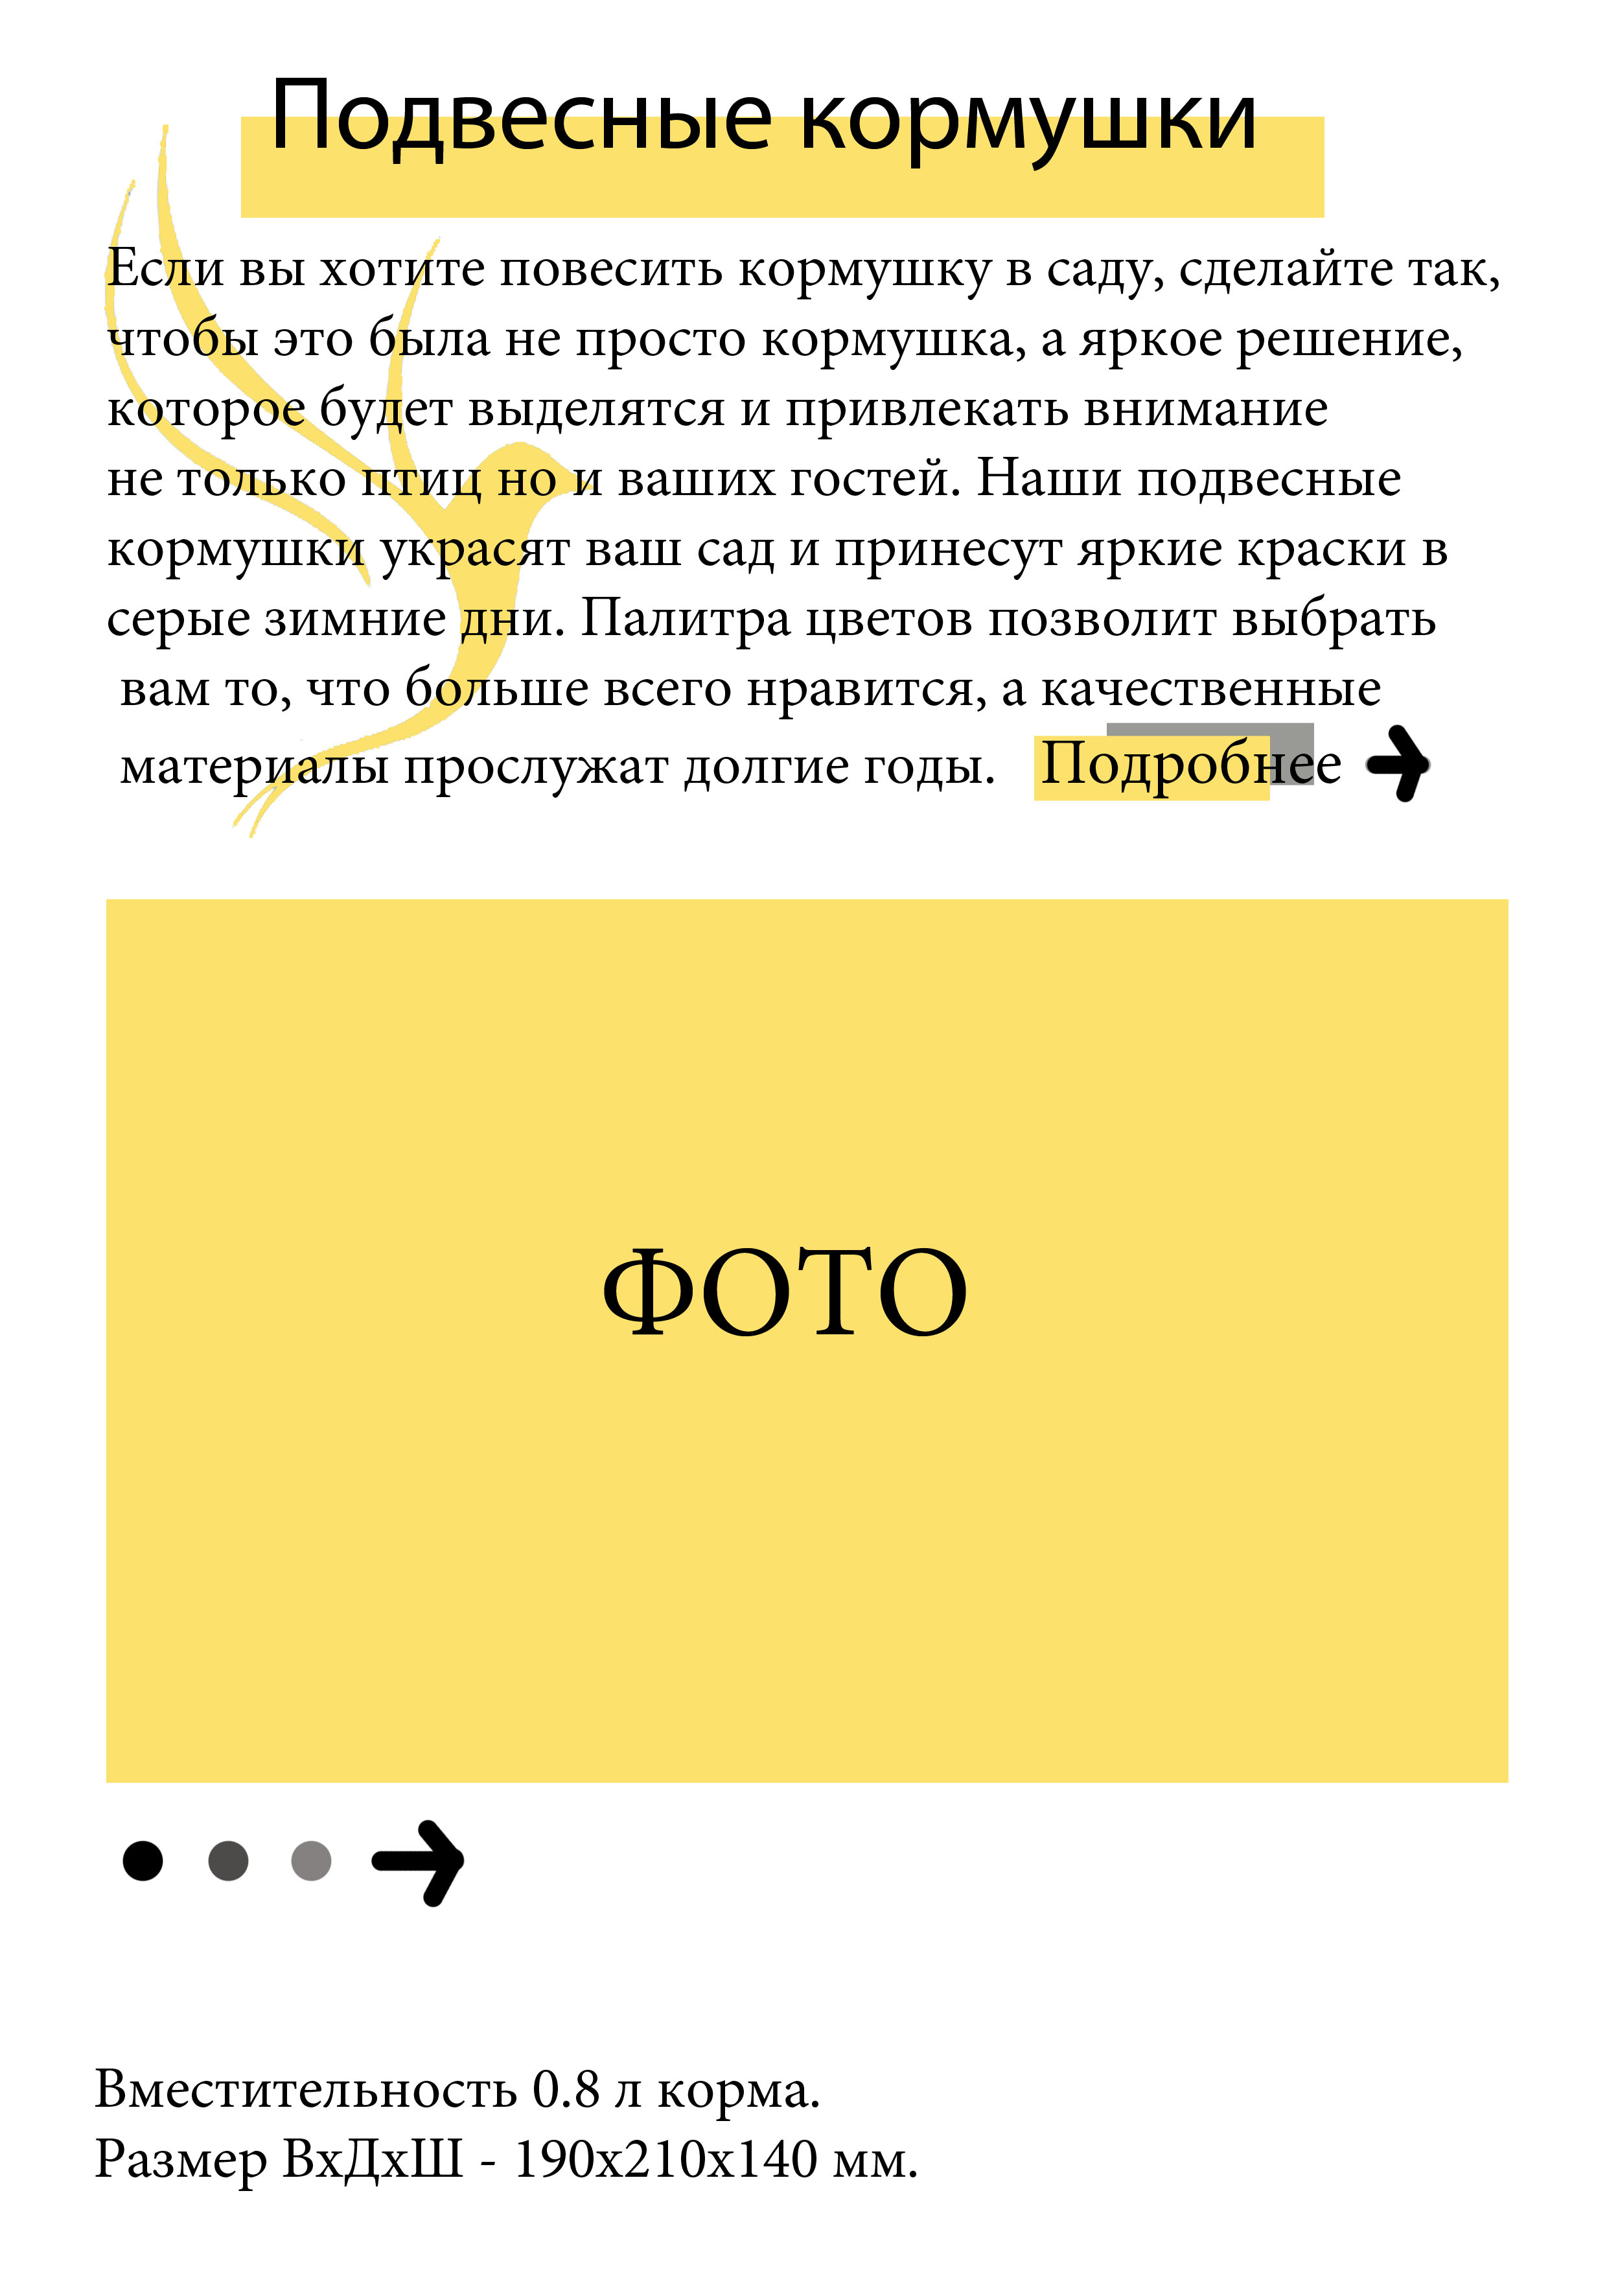 Подвесные кормушки
Если вы хотите повесить кормушку в саду, сделайте так,
чтобы это была не просто кормушка, а яркое решение,
которое будет выделятся и привлекать внимание
не только птиц но и ваших гостей. Наши подвесные
кормушки украсят ваш сад и принесут яркие краски в
серые зимние дни. Палитра цветов позволит выбрать
вам то, что больше всего нравится, а качественные
материалы прослужат долгие годы. Подробнее
ФОТО
Вместительность 0.8 л корма.
Размер ВхДхШ - 190х210х140 мм.